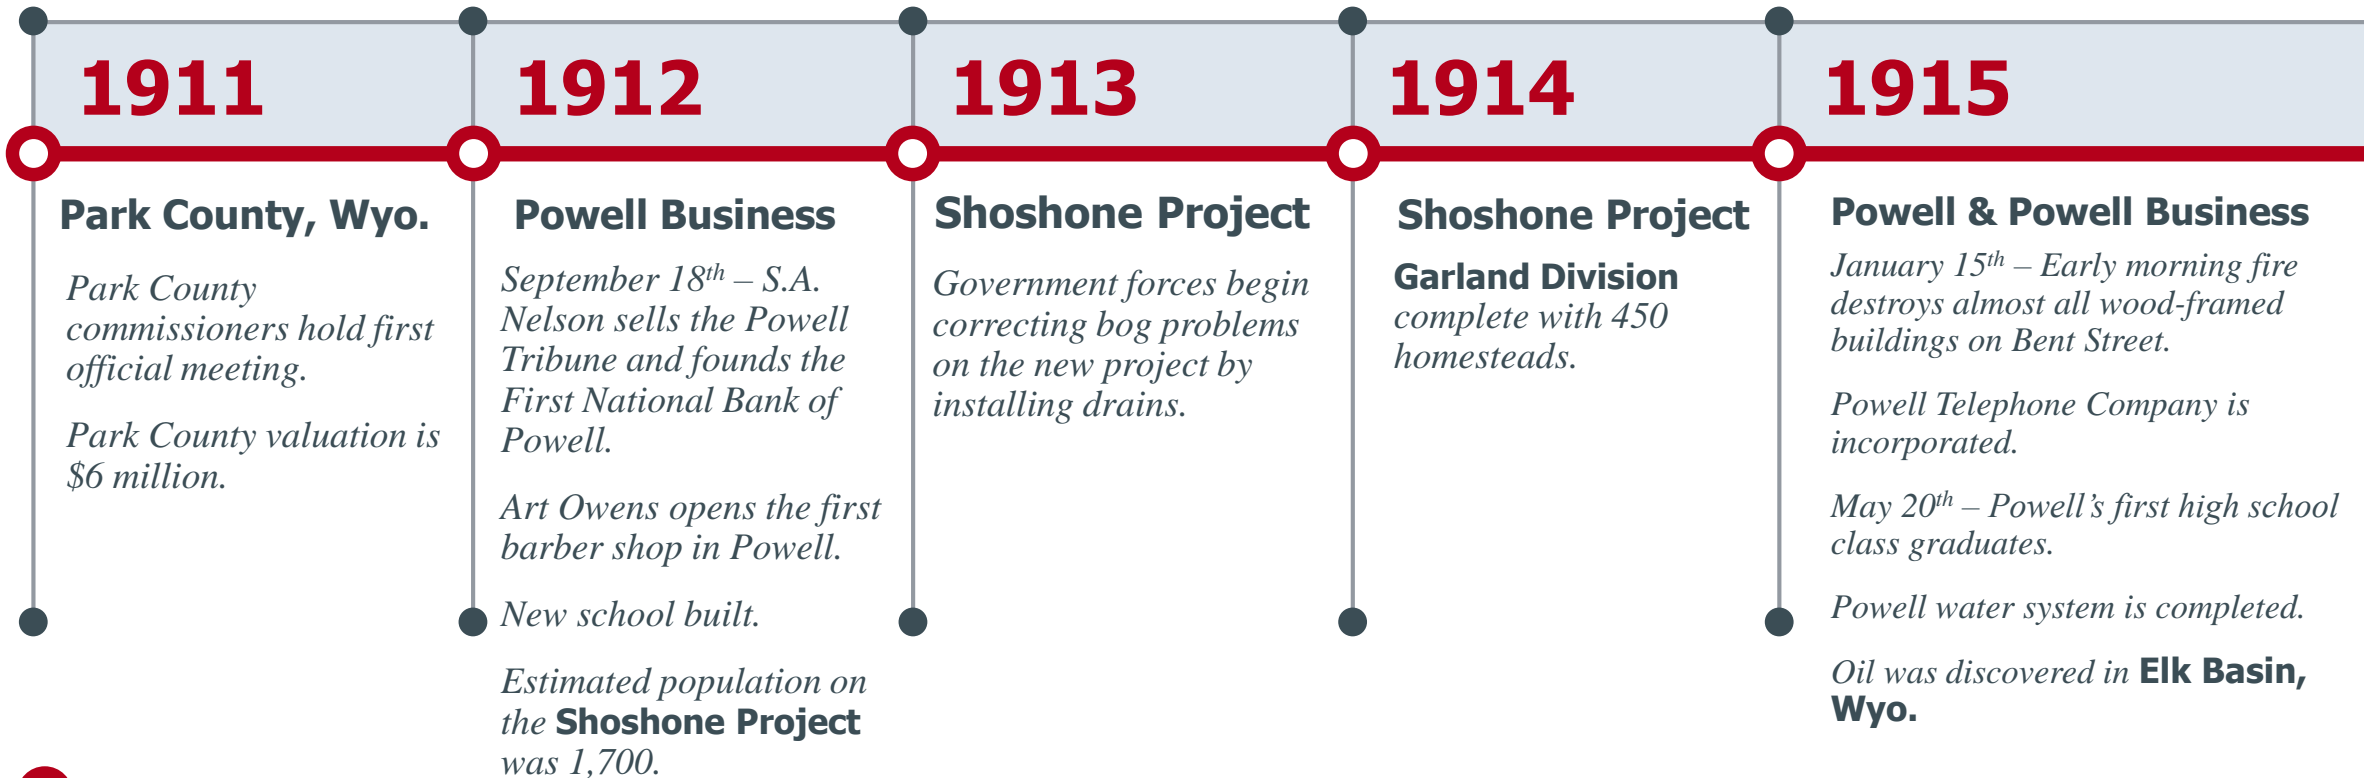 1911
Park County, Wyo.
Park County
commissioners hold first
official meeting.
Park County valuation is
$6 million.
1912
Powell Business
September 18th – S.A.
Nelson sells the Powell
Tribune and founds the
First National Bank of
Powell.
Art Owens opens the first
barber shop in Powell.
New school built.
Estimated population on
the Shoshone Project
was 1,700.
1913
Shoshone Project
Government forces begin
correcting bog problems
on the new project by
installing drains.
1914
Shoshone Project
Garland Division
complete with 450
homesteads.
1915
Powell & Powell Business
January 15th – Early morning fire
destroys almost all wood-framed
buildings on Bent Street.
Powell Telephone Company is
incorporated.
May 20th – Powell’s first high school
class graduates.
Powell water system is completed.
Oil was discovered in Elk Basin,
Wyo.